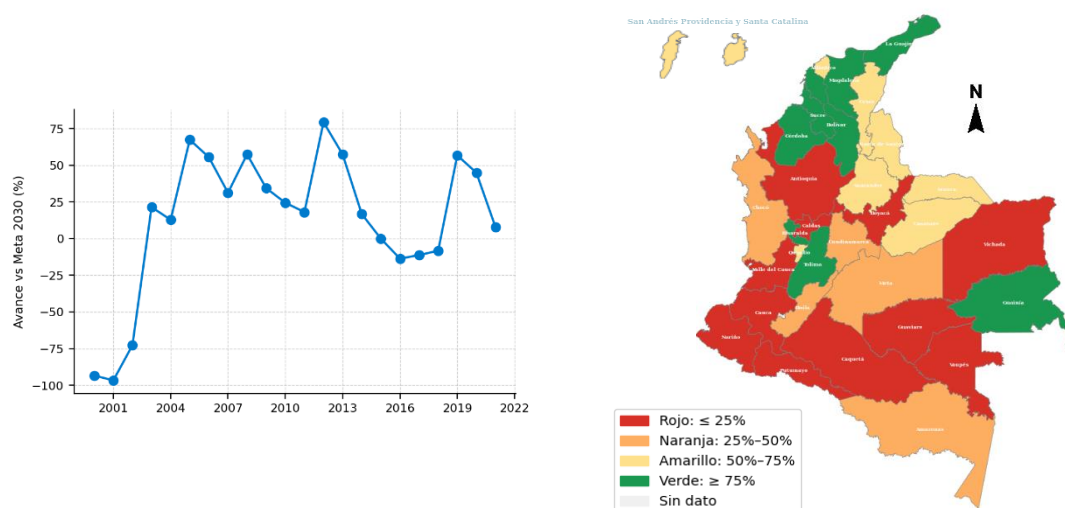 Avance vs Meta 2030 (%)
75
50
25
0
−25
−50
−75
−100
2001
2004
2007
2010
2013
2016
2019
2022
San Andrés Providencia y Santa Catalina
N
La Guajira
Magdalena
Sucre
Bolívar
Córdoba
Antioquia
Santander
Boyacá
Chocó
Caldas
Risaralda
Cundinamarca
Tolima
Valle del Cauca
Vichada
Meta
Guainía
Huila
Cauca
Guaviare
Nariño
Caquetá
Vaupés
Putumayo
Amazonas
Rojo: ≤ 25%
Naranja: 25%–50%
Amarillo: 50%–75%
Verde: ≥ 75%
Sin dato